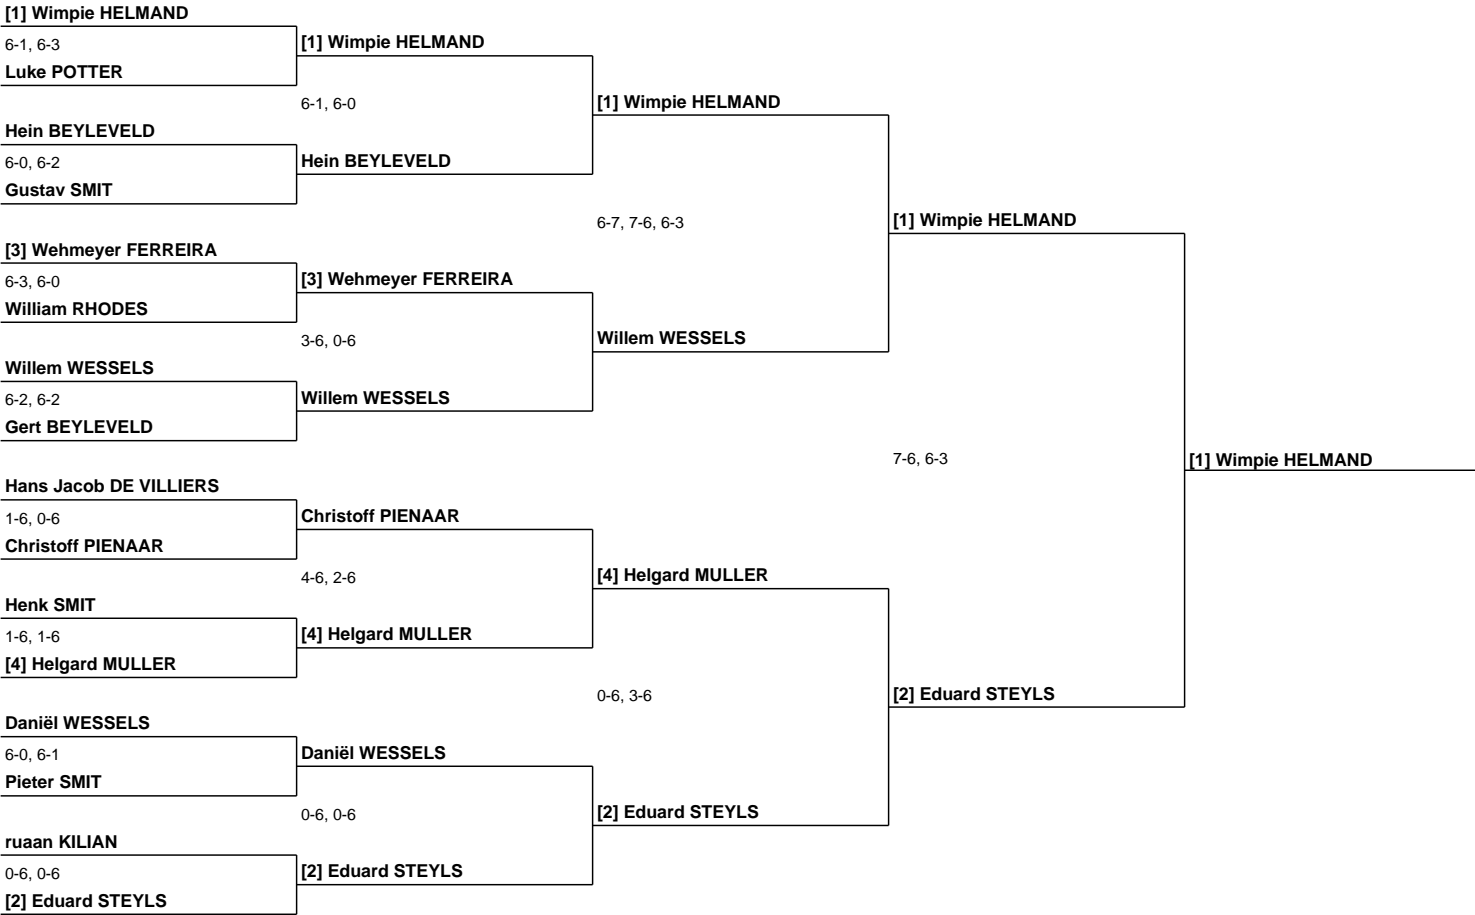 [1] Wimpie HELMAND
6-1, 6-3
Luke POTTER
Hein BEYLEVELD
6-0, 6-2
Gustav SMIT
[3] Wehmeyer FERREIRA
6-3, 6-0
William RHODES
Willem WESSELS
6-2, 6-2
Gert BEYLEVELD
Hans Jacob DE VILLIERS
1-6, 0-6
Christoff PIENAAR
Henk SMIT
1-6, 1-6
[4] Helgard MULLER
Daniël WESSELS
6-0, 6-1
Pieter SMIT
ruaan KILIAN
0-6, 0-6
[2] Eduard STEYLS
[1] Wimpie HELMAND
6-1, 6-0
Hein BEYLEVELD
[3] Wehmeyer FERREIRA
3-6, 0-6
Willem WESSELS
Christoff PIENAAR
4-6, 2-6
[4] Helgard MULLER
Daniël WESSELS
0-6, 0-6
[2] Eduard STEYLS
[1] Wimpie HELMAND
6-7, 7-6, 6-3
Willem WESSELS
[4] Helgard MULLER
0-6, 3-6
[2] Eduard STEYLS
[1] Wimpie HELMAND
7-6, 6-3
[2] Eduard STEYLS
[1] Wimpie HELMAND